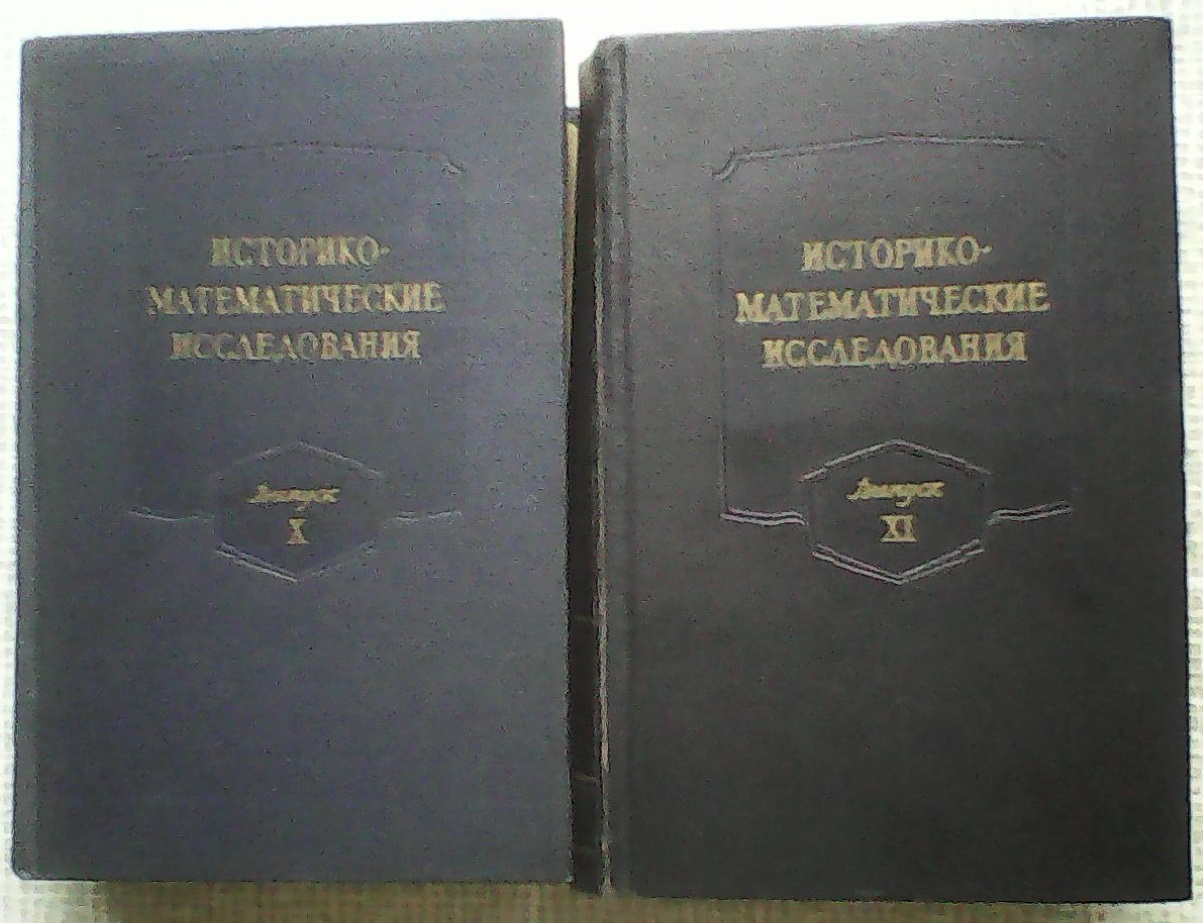 ИСТОРИКО-
МАТЕМАТИЧЕСКИЕ
ИССЛЕДОВАНИЯ
Выпуск
X
ИСТОРИКО-
МАТЕМАТИЧЕСКИЕ
ИССЛЕДОВАНИЯ
Выпуск
XI